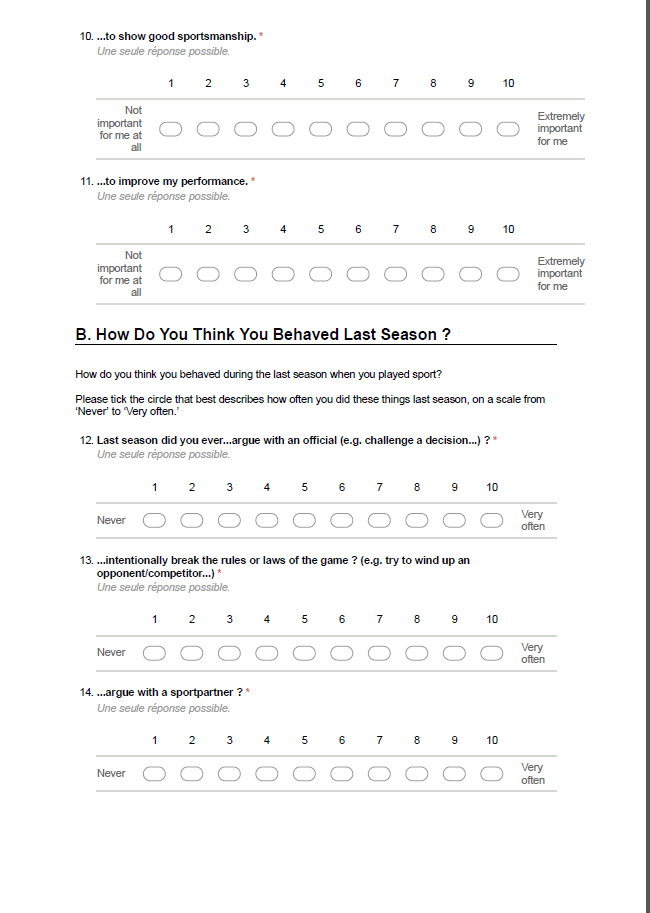 10. ...to show good sportsmanship. *
Une seule réponse possible.
1 2 3 4 5 6 7 8 9 10
Not
important
for me at
all
Extremely
important
for me
11. ...to improve my performance. *
Une seule réponse possible.
1 2 3 4 5 6 7 8 9 10
Not
important
for me at
all
Extremely
important
for me
B. How Do You Think You Behaved Last Season ?
How do you think you behaved during the last season when you played sport?
Please tick the circle that best describes how often you did these things last season, on a scale from
‘Never’ to ‘Very often.’
12. Last season did you ever...argue with an official (e.g. challenge a decision...) ? *
Une seule réponse possible.
1 2 3 4 5 6 7 8 9 10
Never
Very
often
13. ...intentionally break the rules or laws of the game ? (e.g. try to wind up an
opponent/competitor...) *
Une seule réponse possible.
1 2 3 4 5 6 7 8 9 10
Never
Very
often
14. ...argue with a sportpartner ? *
Une seule réponse possible.
1 2 3 4 5 6 7 8 9 10
Never
Very
often